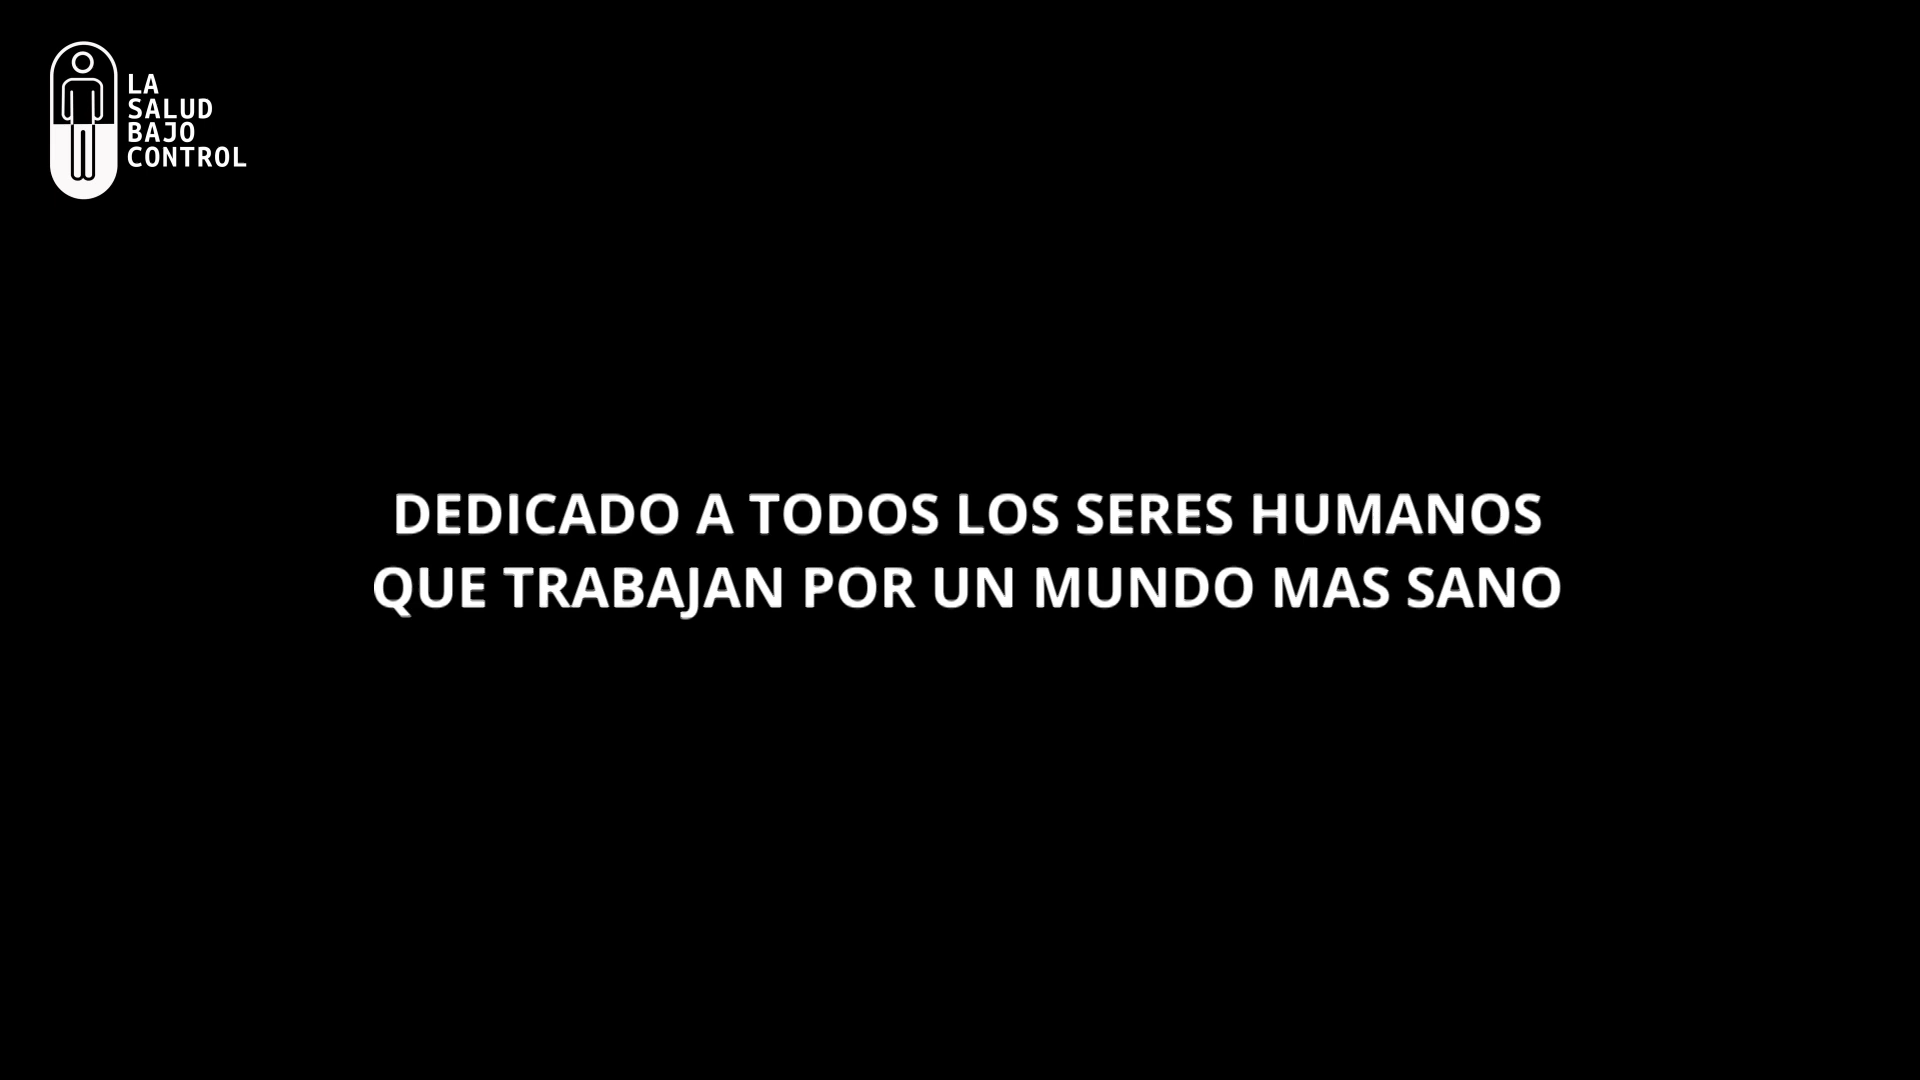 LA
SALUD
BAJO
CONTROL
DEDICADO A TODOS LOS SERES HUMANOS
QUE TRABAJAN POR UN MUNDO MAS SANO